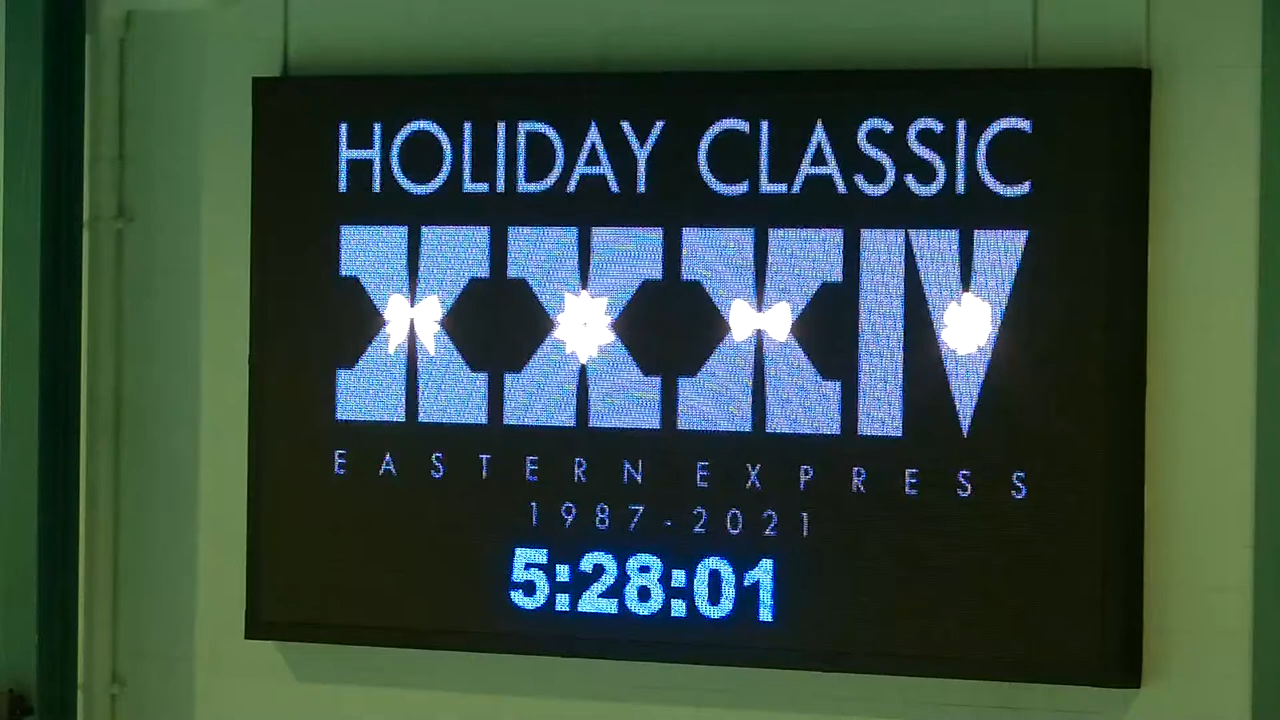 HOLIDAY CLASSIC
XXXIV
EASTERN EXPRESS
1987-2021
5:28:01